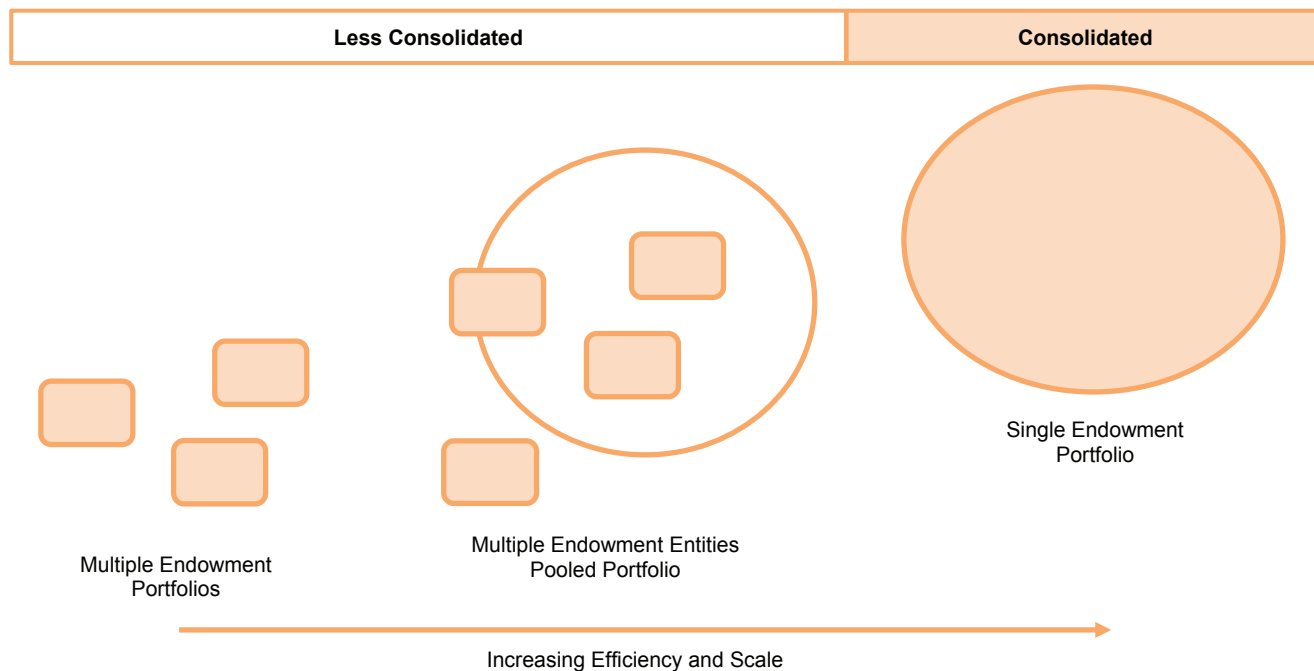 Less Consolidated
Consolidated
Single Endowment
Portfolio
Multiple Endowment Entities
Pooled Portfolio
Multiple Endowment
Portfolios
Increasing Efficiency and Scale